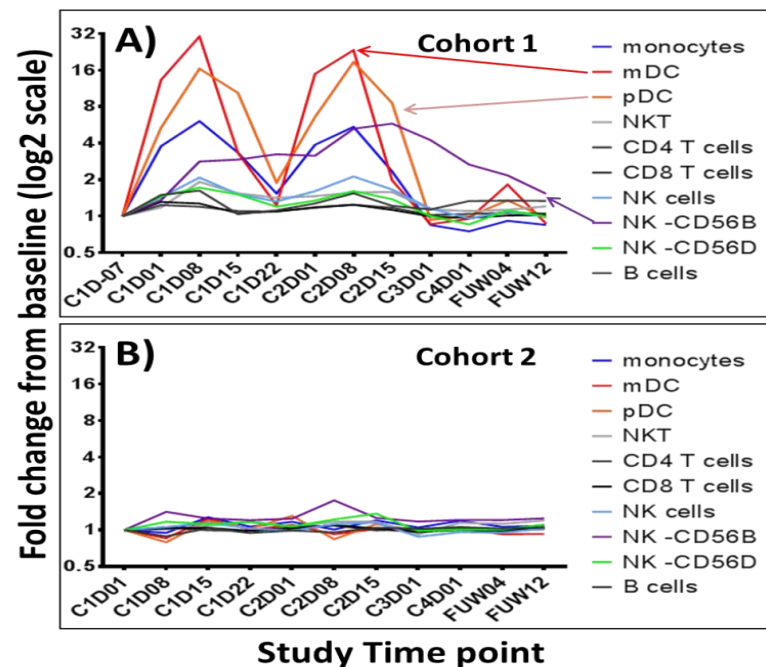 Fold change from baseline (log2 scale)
A)
Cohort 1
32
16
8
4
2
1
0.5
C1D-07
C1D01
C1D08
C1D15
C1D22
C2D01
C2D08
C2D15
C3D01
C4D01
FUW04
FUW12
monocytes
mDC
pDC
NKT
CD4 T cells
CD8 T cells
NK cells
NK -CD56B
NK -CD56D
B cells
B)
Cohort 2
32
16
8
4
2
1
0.5
C1D01
C1D08
C1D15
C1D22
C2D01
C2D08
C2D15
C3D01
C4D01
FUW04
FUW12
monocytes
mDC
pDC
NKT
CD4 T cells
CD8 T cells
NK cells
NK -CD56B
NK -CD56D
B cells
Study Time point